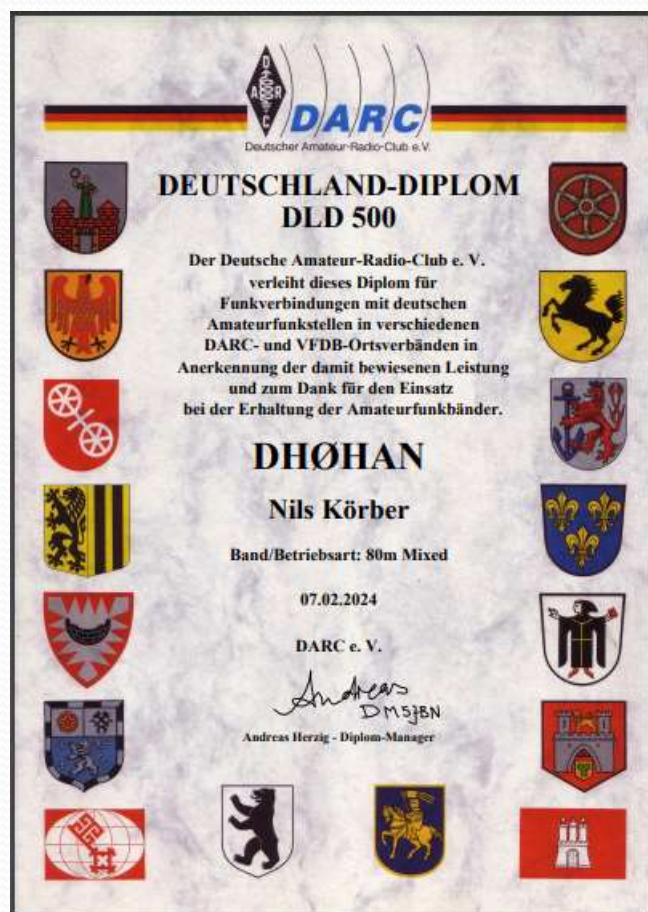 D
A R
C
DARC
Deutscher Amateur-Radio-Club e.V.
DEUTSCHLAND-DIPLOM
DLD 500
Der Deutsche Amateur-Radio-Club e. V.
verleiht dieses Diplom für
Funkverbindungen mit deutschen
Amateurfunkstellen in verschiedenen
DARC- und VFDB-Ortsverbänden in
Anerkennung der damit bewiesenen Leistung
und zum Dank für den Einsatz
bei der Erhaltung der Amateurfunkbänder.
DHØHAN
Nils Körber
Band/Betriebsart: 80m Mixed
07.02.2024
DARC e. V.
Andreas
DM5JBN
Andreas Herzig - Diplom-Manager